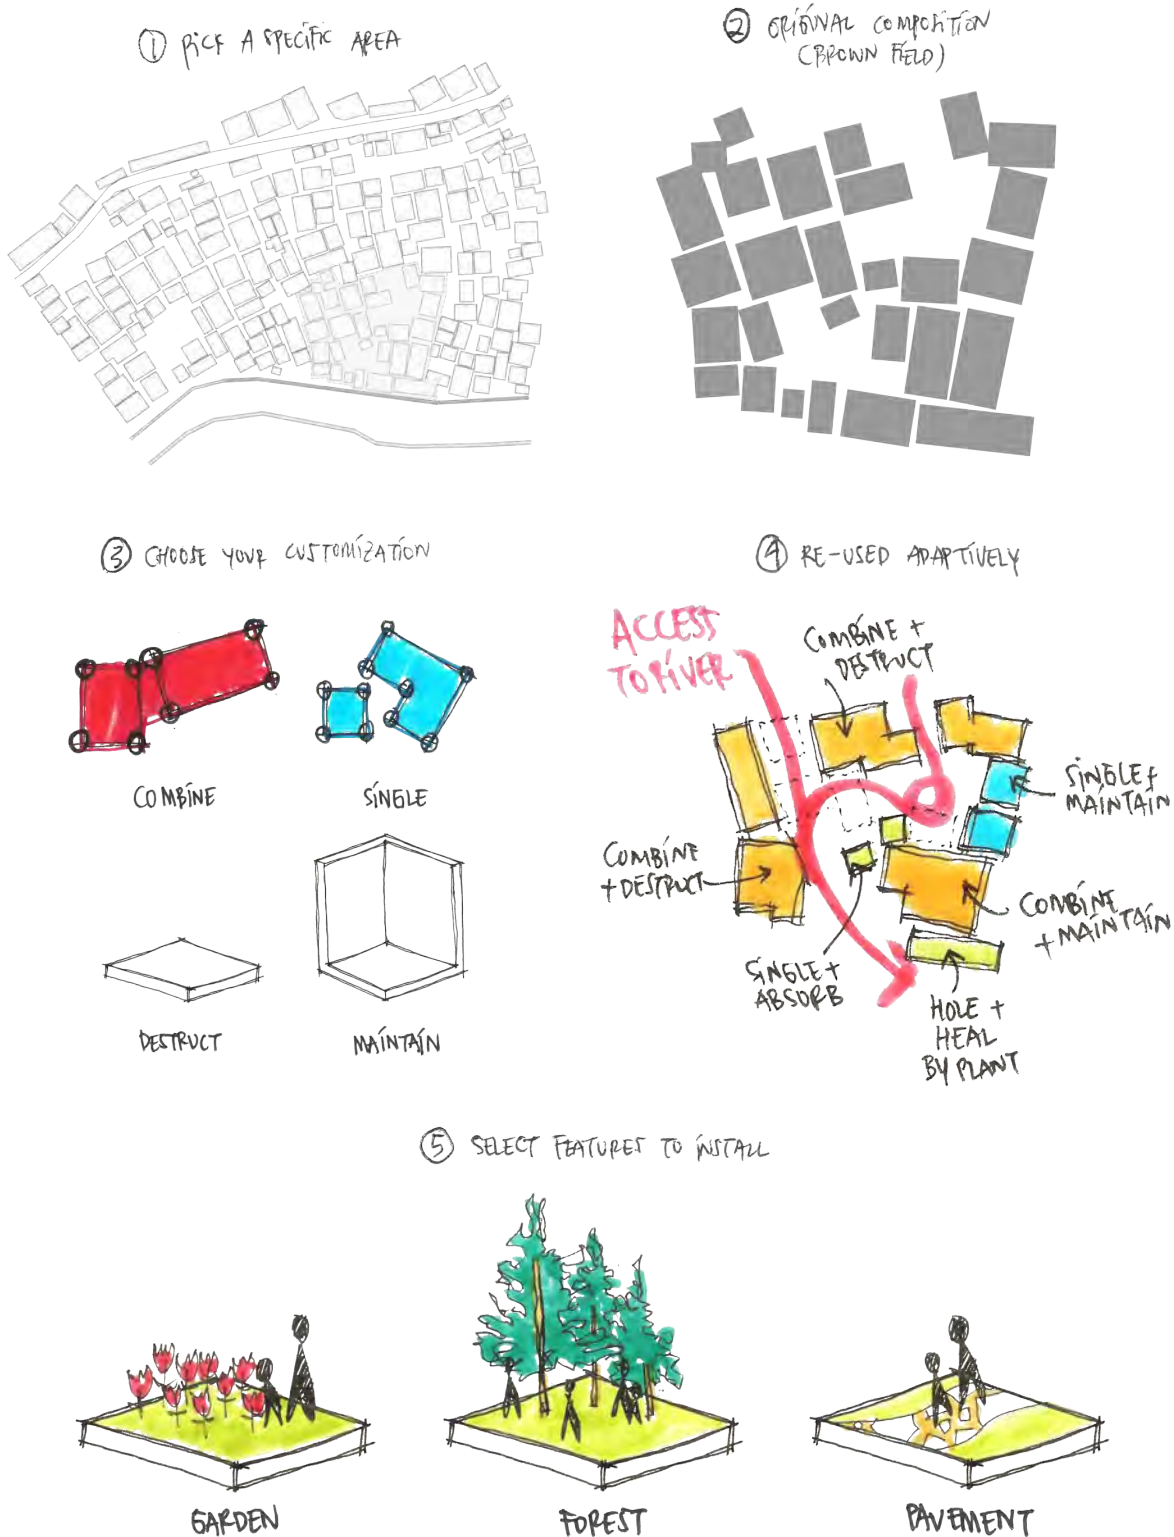 ① PICK A SPECIFIC AREA
② ORIGINAL COMPOSITION
(BROWN FIELD)
③ CHOOSE YOUR CUSTOMIZATION
COMBINE
SINGLE
DESTRUCT
MAINTAIN
④ RE-USED ADAPTIVELY
ACCESS
TO RIVER
COMBINE +
DESTRUCT
SINGLE +
MAINTAIN
COMBINE
+ DESTRUCT
COMBINE
+ MAINTAIN
SINGLE +
ABSORB
HOLE +
HEAL
BY PLANT
⑤ SELECT FEATURES TO INSTALL
GARDEN
FOREST
PAVEMENT